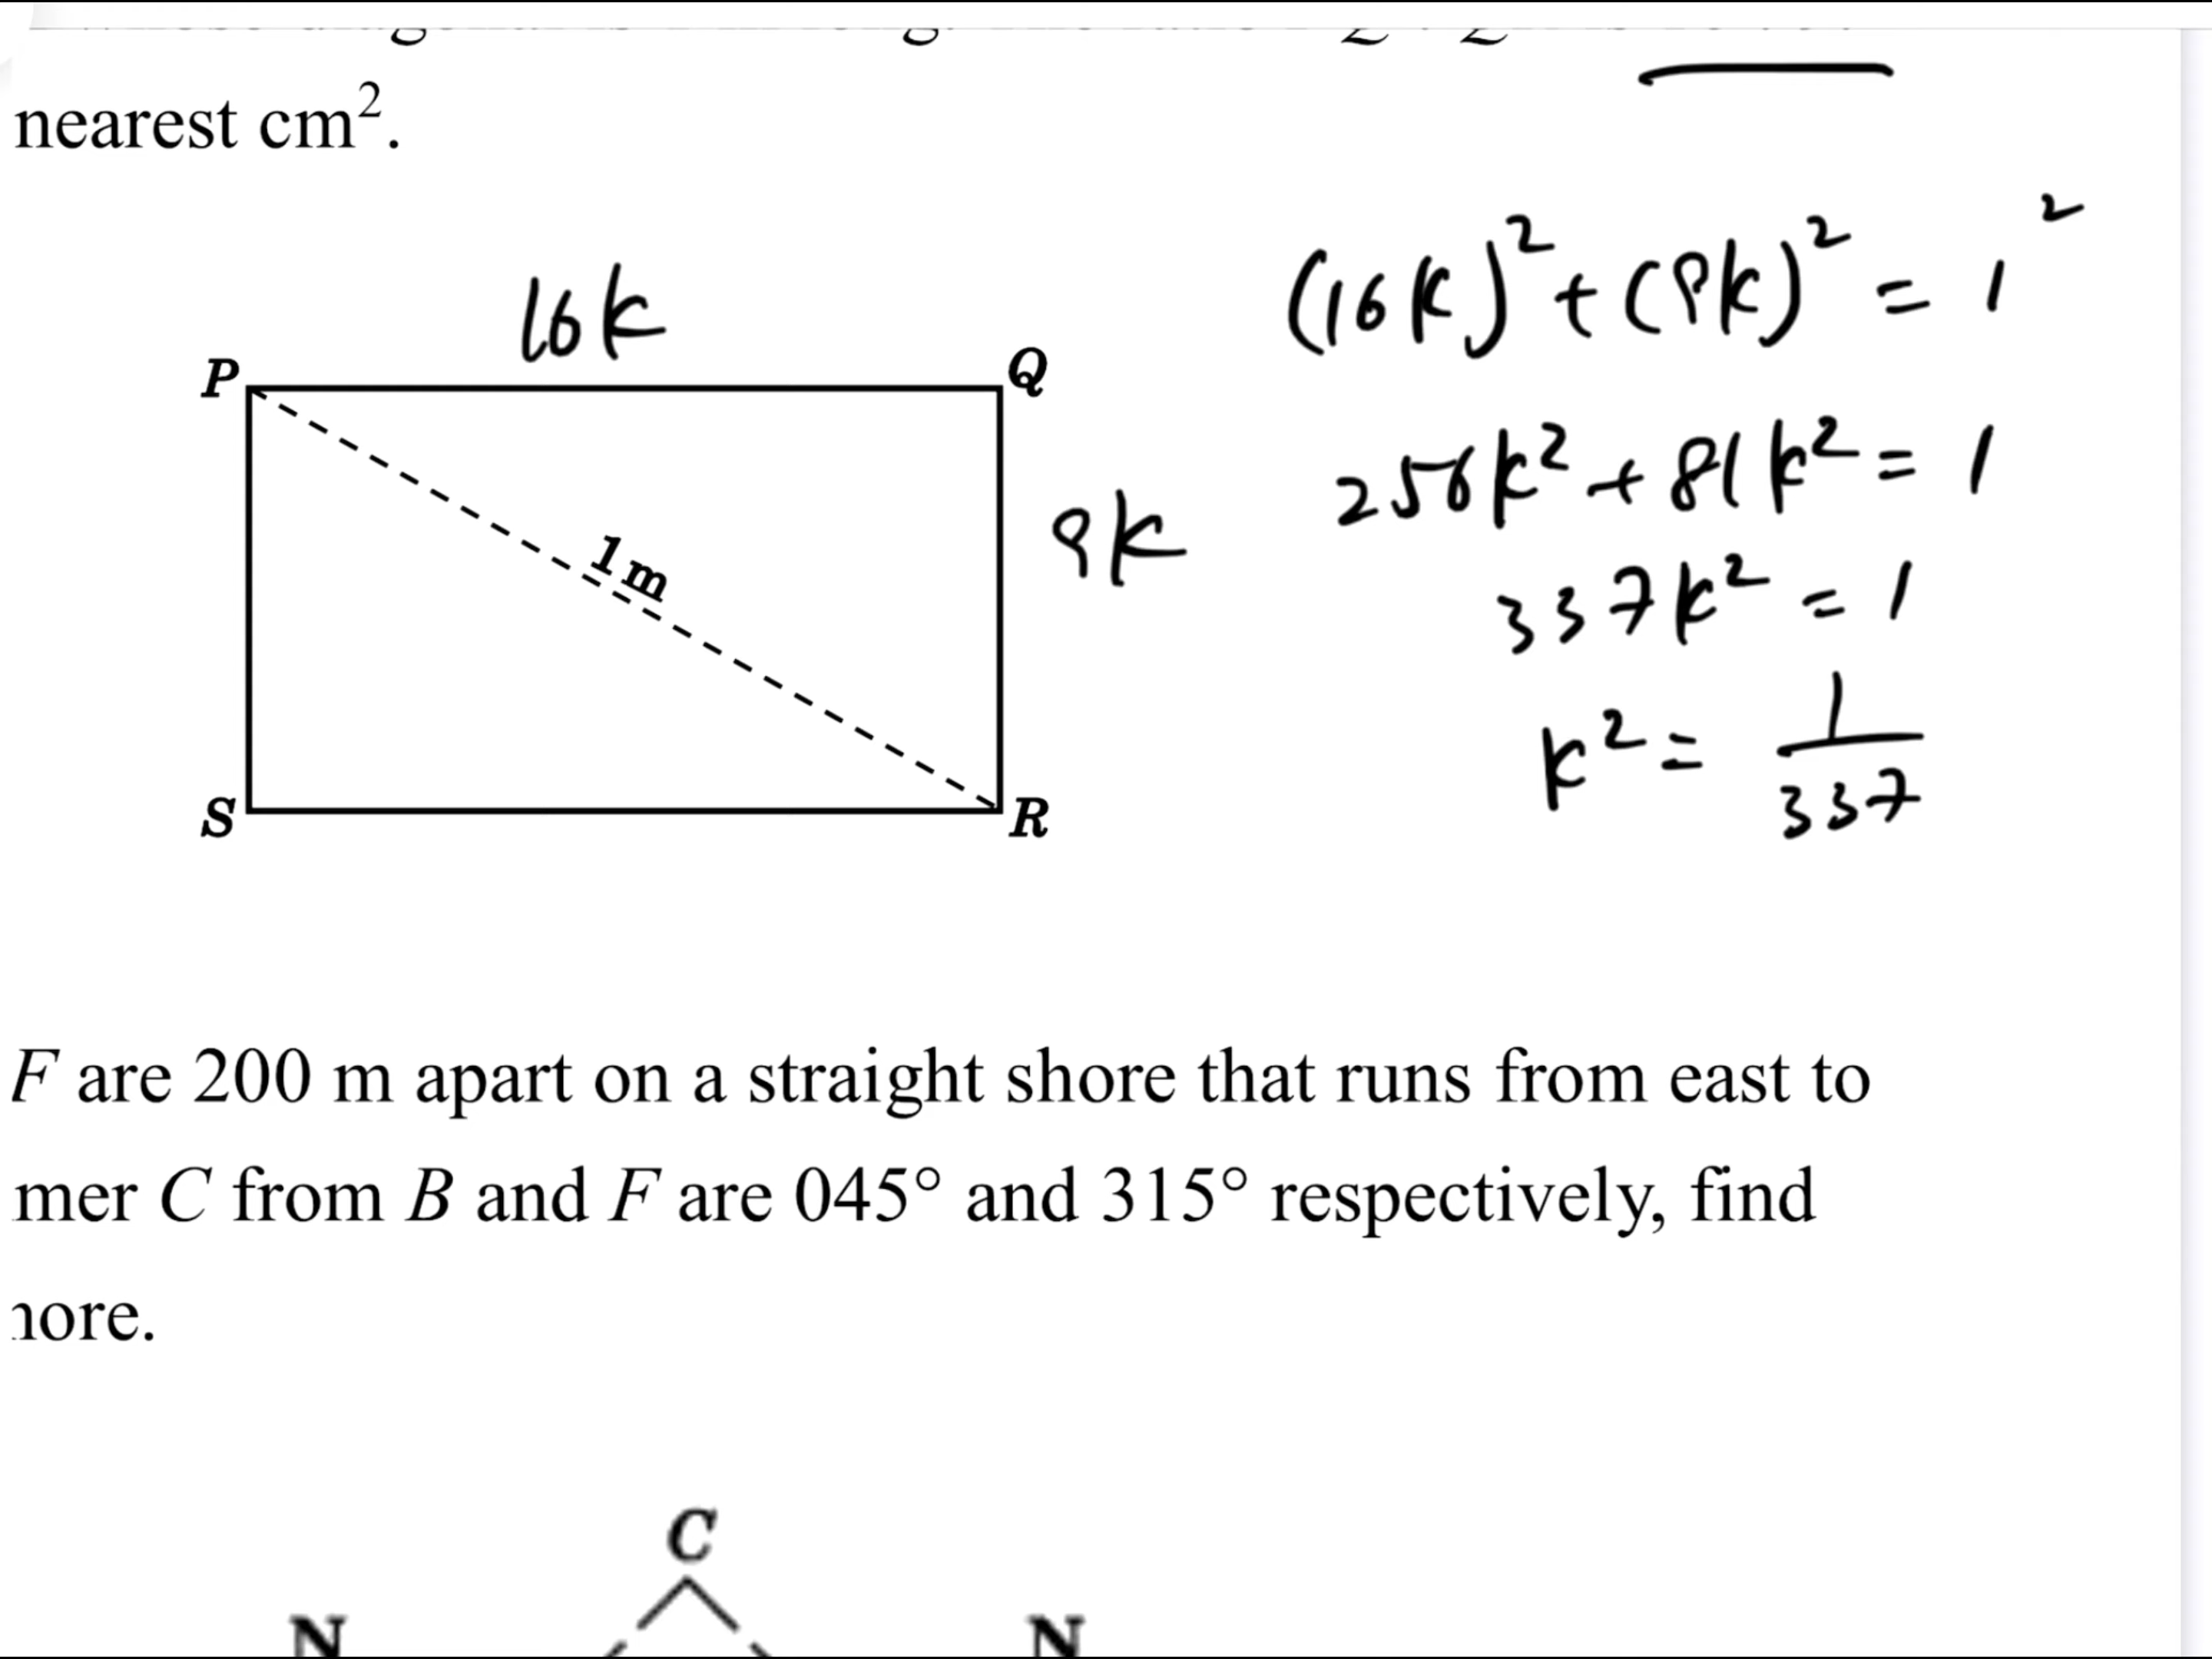 nearest cm².
16k
(16k)² + (9k)² = 1²
P
Q
256k² + 81k² = 1
9k
1 m
337k² = 1
k² = 1/337
S
R
F are 200 m apart on a straight shore that runs from east to
mer C from B and F are 045° and 315° respectively, find
ore.
C
N
N